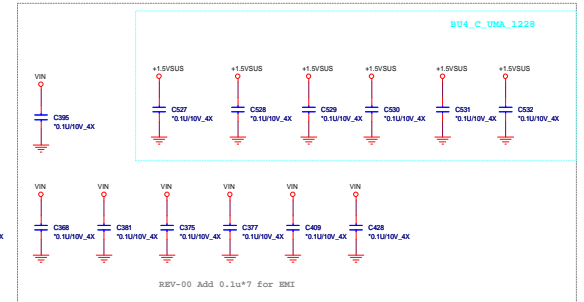 BU4_C_UMA_1228
+1.5VSUS +1.5VSUS +1.5VSUS +1.5VSUS +1.5VSUS +1.5VSUS
VIN
C527 C528 C529 C530 C531 C532
*0.1U/10V_4X *0.1U/10V_4X *0.1U/10V_4X *0.1U/10V_4X *0.1U/10V_4X *0.1U/10V_4X
C395
*0.1U/10V_4X
VIN VIN VIN VIN VIN VIN
C368 C381 C375 C377 C409 C428
X *0.1U/10V_4X *0.1U/10V_4X *0.1U/10V_4X *0.1U/10V_4X *0.1U/10V_4X *0.1U/10V_4X
REV-00 Add 0.1u*7 for EMI